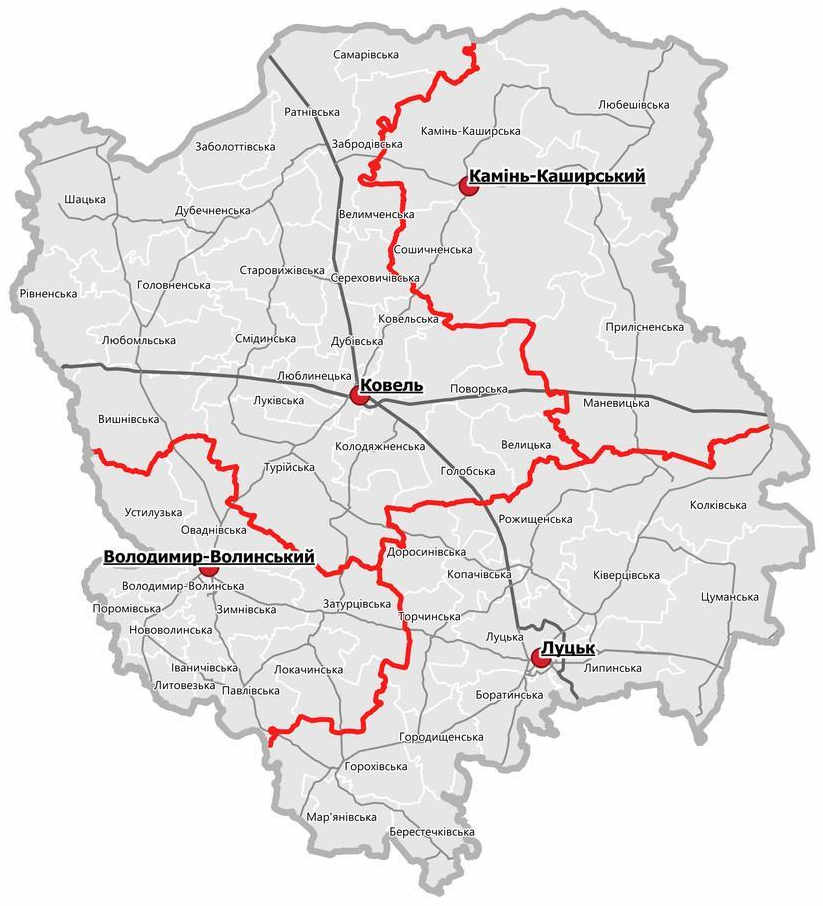 Самарівська
Любешівська
Ратнівська
Камінь-Каширська
Забродівська
Заболоттівська
Камінь-Каширський
Шацька
Дубечненська
Велимченська
Сошичненська
Старовижівська
Сереховичівська
Головненська
Рівненська
Ковельська
Прилісненська
Любомльська
Смідинська
Дубівська
Люблинецька
Ковель
Поворська
Луківська
Маневицька
Вишнівська
Колодяжненська
Велицька
Турійська
Голобська
Устилузька
Колківська
Рожищенська
Оваднівська
Володимир-Волинський
Доросинівська
Копачівська
Ківерцівська
Володимир-Волинська
Цуманська
Поромівська
Зимнівська
Затурцівська
Торчинська
Нововолинська
Луцька
Луцьк
Іваничівська
Локачинська
Липинська
Литовезька
Павлівська
Боратинська
Городищенська
Горохівська
Мар'янівська
Берестечківська